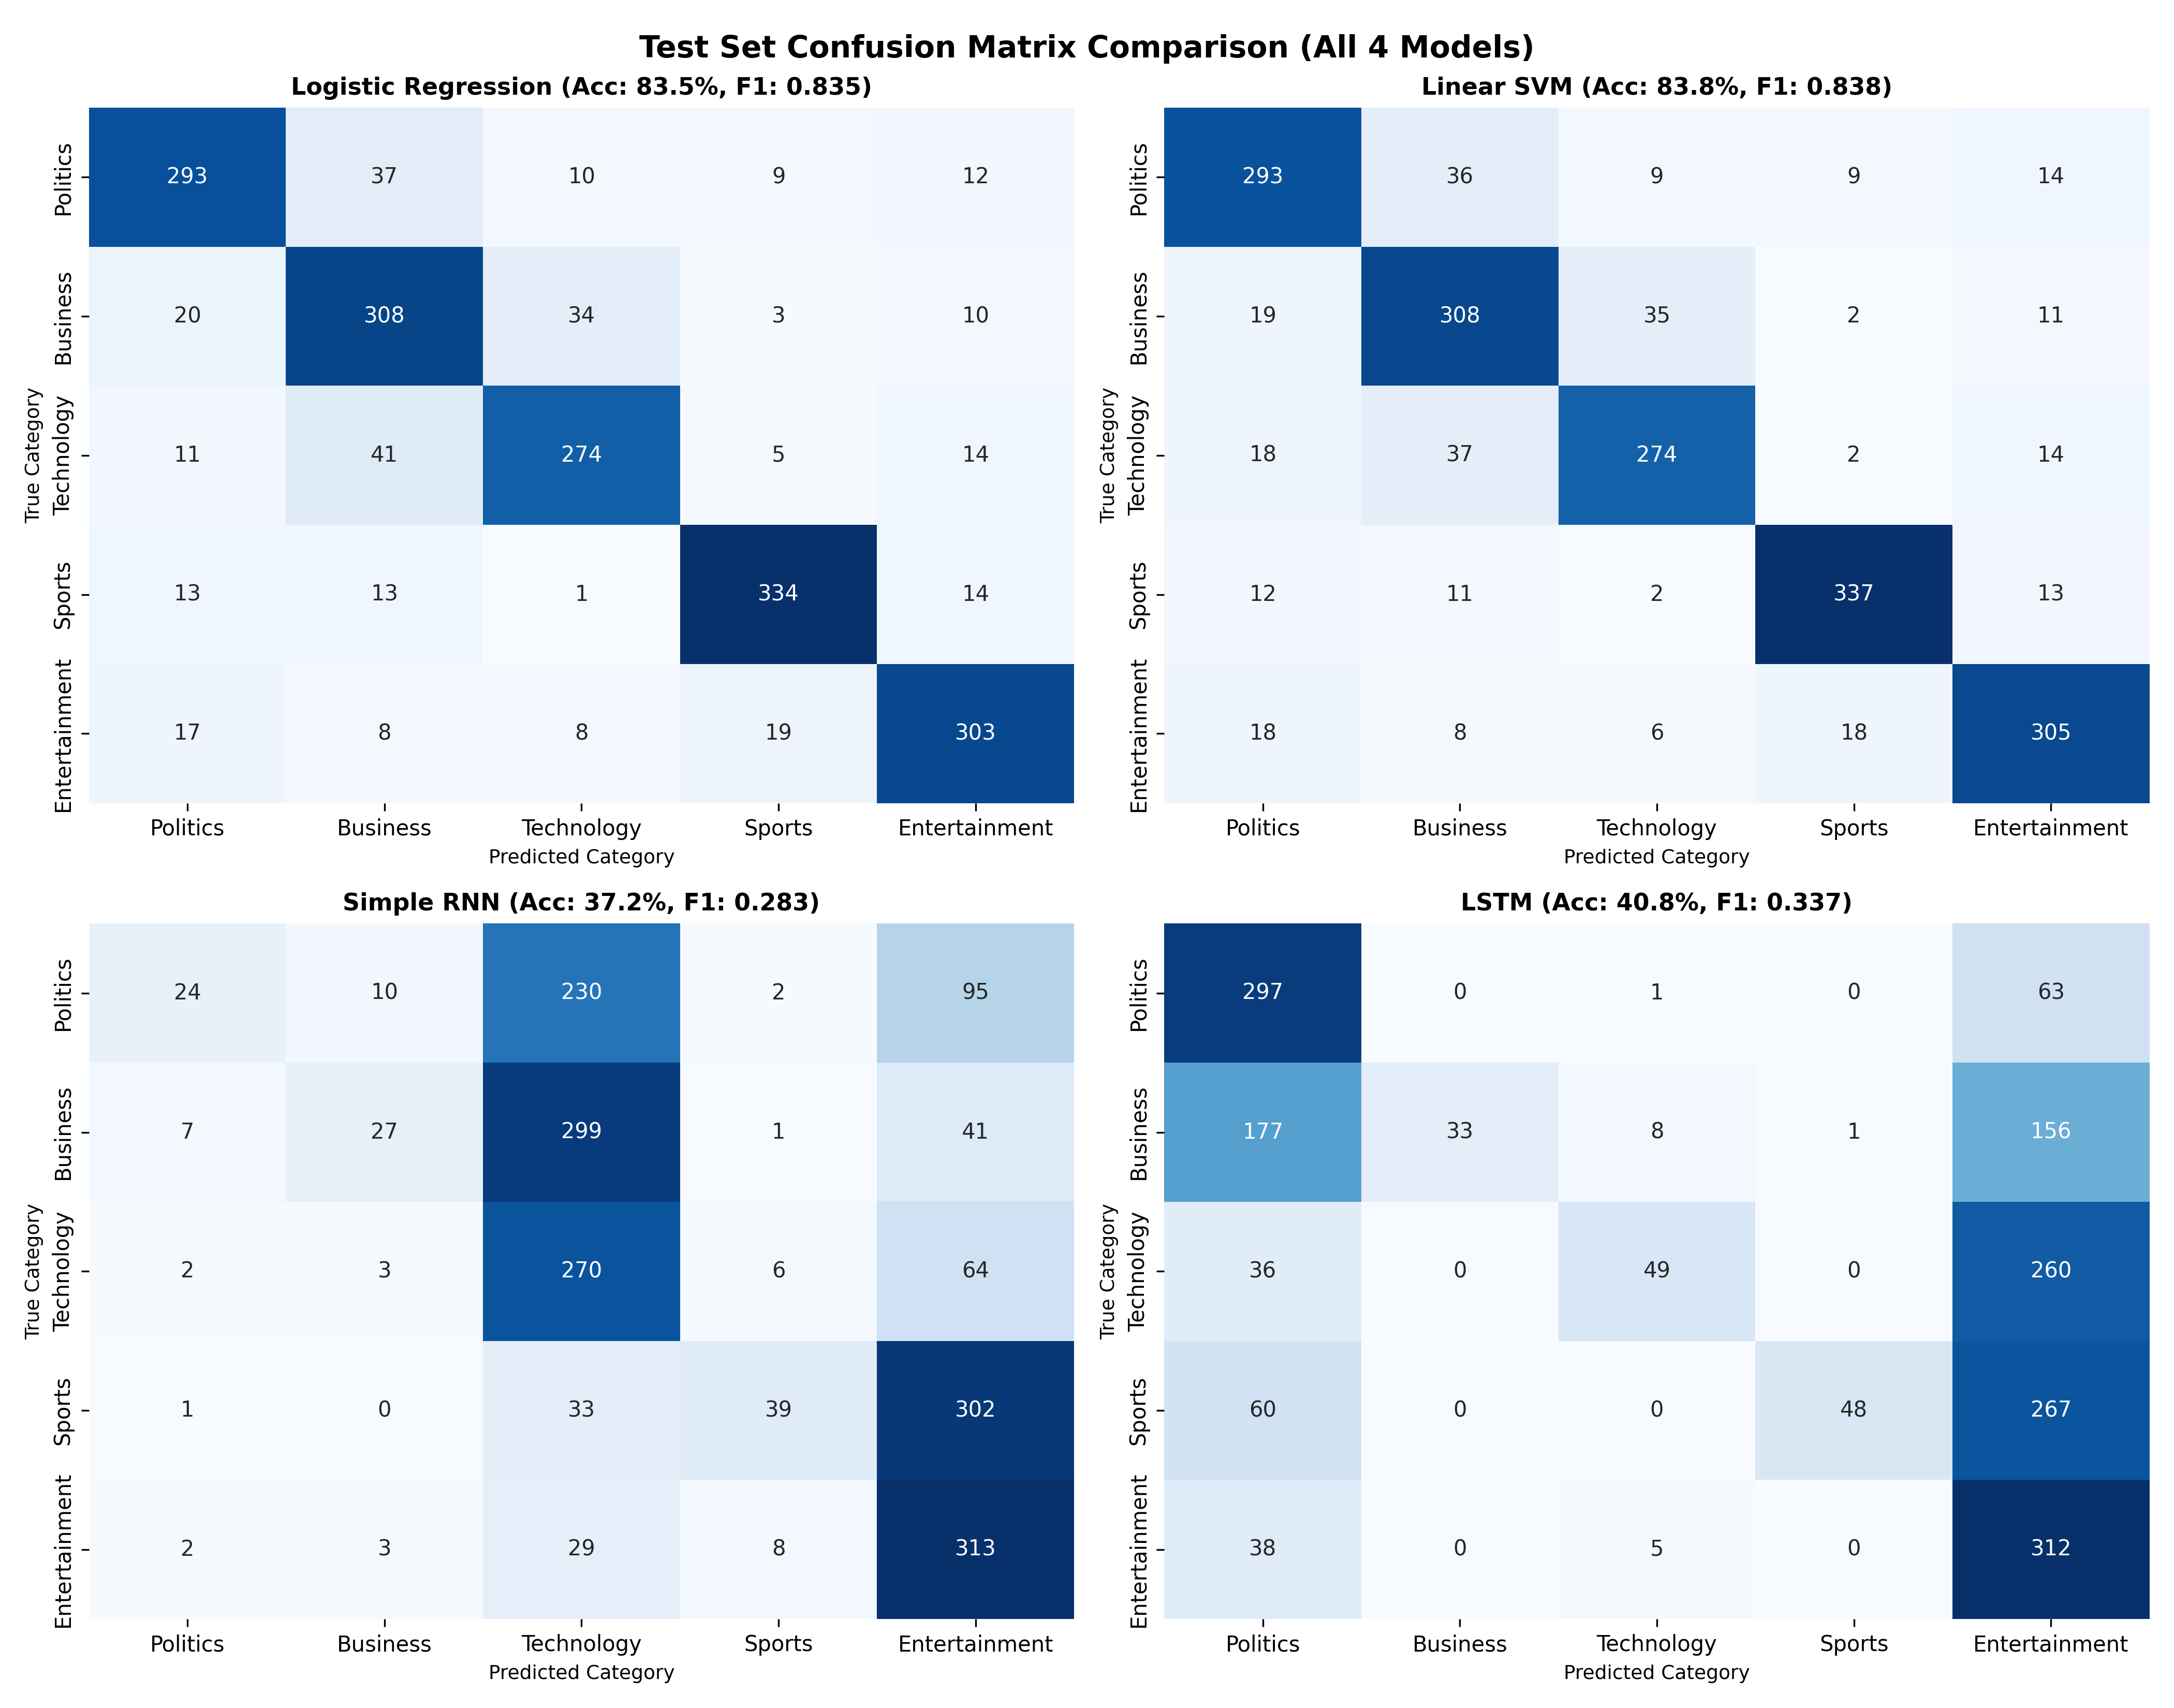 Test Set Confusion Matrix Comparison (All 4 Models)
Logistic Regression (Acc: 83.5%, F1: 0.835)
True Category
Politics
293 37 10 9 12
Business
20 308 34 3 10
Technology
11 41 274 5 14
Sports
13 13 1 334 14
Entertainment
17 8 8 19 303
Politics Business Technology Sports Entertainment
Predicted Category
Linear SVM (Acc: 83.8%, F1: 0.838)
True Category
Politics
293 36 9 9 14
Business
19 308 35 2 11
Technology
18 37 274 2 14
Sports
12 11 2 337 13
Entertainment
18 8 6 18 305
Politics Business Technology Sports Entertainment
Predicted Category
Simple RNN (Acc: 37.2%, F1: 0.283)
True Category
Politics
24 10 230 2 95
Business
7 27 299 1 41
Technology
2 3 270 6 64
Sports
1 0 33 39 302
Entertainment
2 3 29 8 313
Politics Business Technology Sports Entertainment
Predicted Category
LSTM (Acc: 40.8%, F1: 0.337)
True Category
Politics
297 0 1 0 63
Business
177 33 8 1 156
Technology
36 0 49 0 260
Sports
60 0 0 48 267
Entertainment
38 0 5 0 312
Politics Business Technology Sports Entertainment
Predicted Category